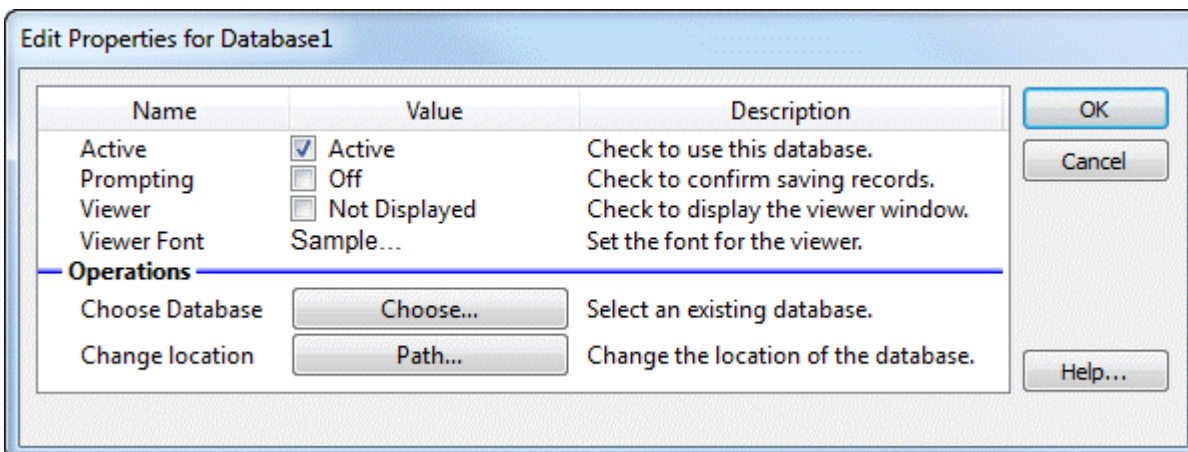 Edit Properties for Database1
Name Value Description
Active Active Check to use this database.
Prompting Off Check to confirm saving records.
Viewer Not Displayed Check to display the viewer window.
Viewer Font Sample... Set the font for the viewer.
Operations
Choose Database Choose... Select an existing database.
Change location Path... Change the location of the database.
OK
Cancel
Help...